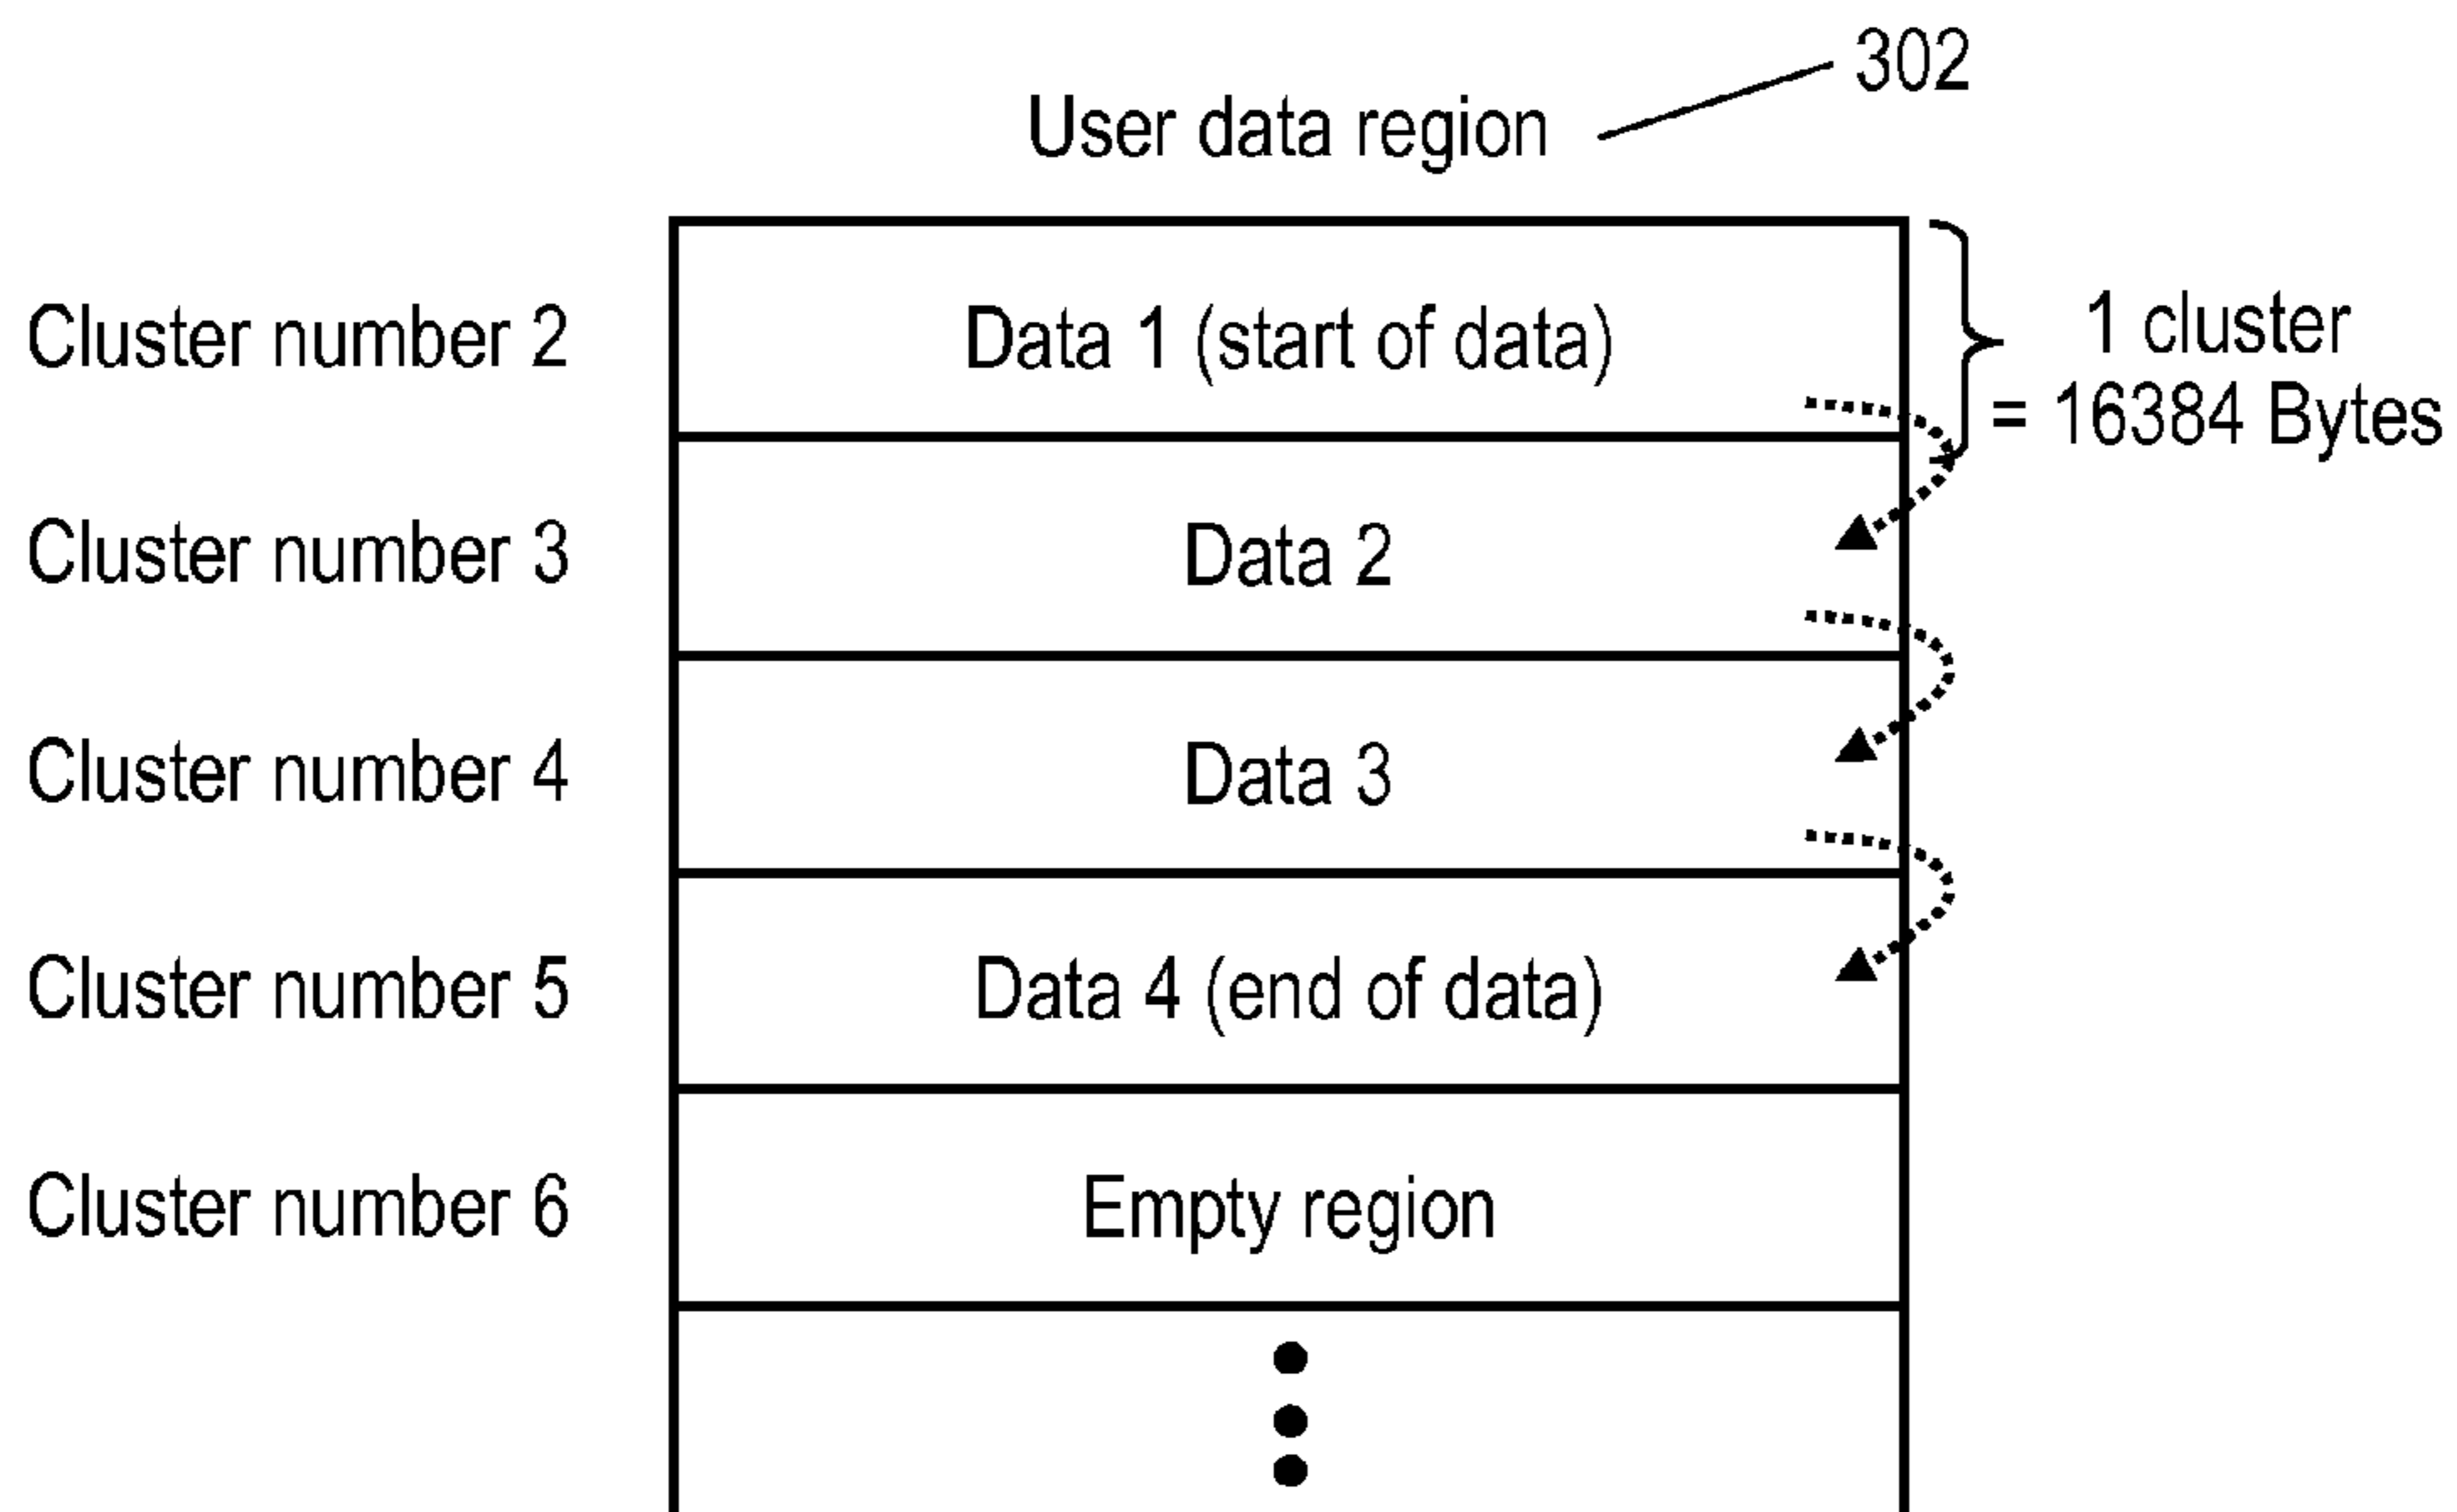 302
User data region
Cluster number 2
Data 1 (start of data)
1 cluster
= 16384 Bytes
Cluster number 3
Data 2
Cluster number 4
Data 3
Cluster number 5
Data 4 (end of data)
Cluster number 6
Empty region